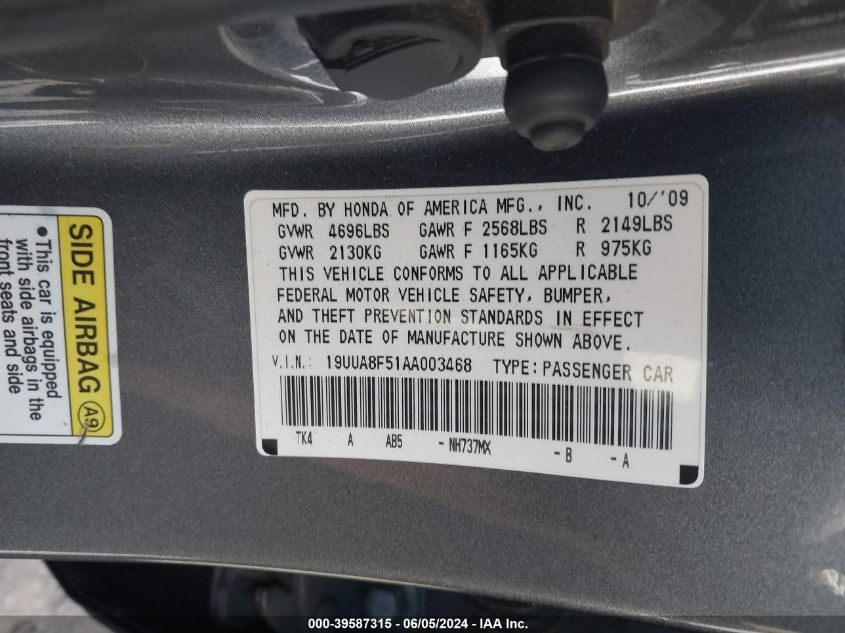 MFD. BY HONDA OF AMERICA MFG., INC. 10/'09
GVWR 4696LBS GAWR F 2568LBS R 2149LBS
GVWR 2130KG GAWR F 1165KG R 975KG
THIS VEHICLE CONFORMS TO ALL APPLICABLE
FEDERAL MOTOR VEHICLE SAFETY, BUMPER,
AND THEFT PREVENTION STANDARDS IN EFFECT
ON THE DATE OF MANUFACTURE SHOWN ABOVE.
V.I.N.: 19UUA8F51AA003468 TYPE:PASSENGER CAR
TK4 A AB5 - NH737MX - B - A
SIDE AIRBAG A9
•This car is equipped
with side airbags in the
front seats and side
000-39587315 - 06/05/2024 - IAA Inc.